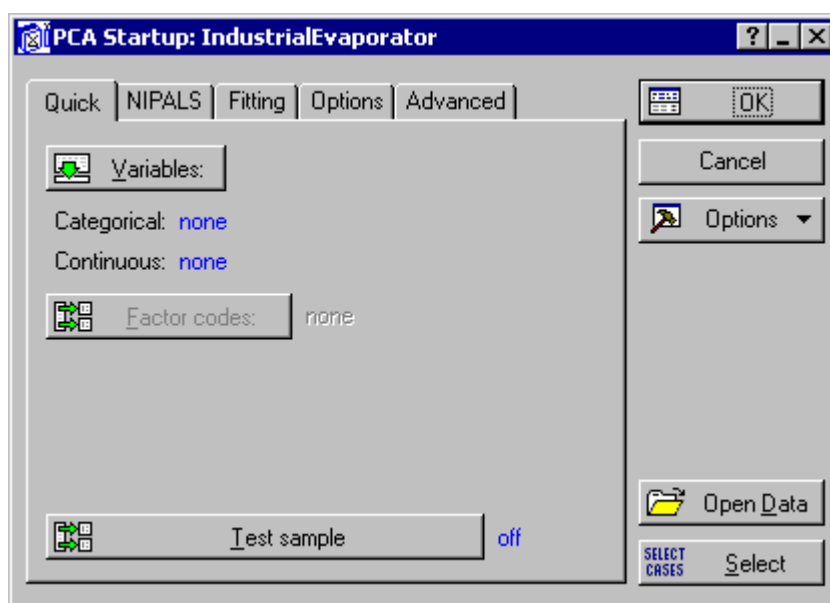 PCA Startup: IndustrialEvaporator
Quick NIPALS Fitting Options Advanced
Variables:
Categorical: none
Continuous: none
Factor codes: none
Test sample off
OK
Cancel
Options
Open Data
SELECT CASES Select